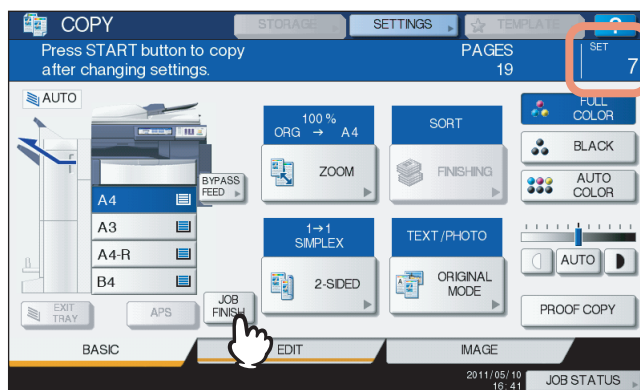 COPY
STORAGE
SETTINGS
TEMPLATE
?
Press START button to copy
after changing settings.
PAGES
19
SET
7
AUTO
100 %
ORG → A4
ZOOM
SORT
FINISHING
FULL
COLOR
BLACK
AUTO
COLOR
BYPASS
FEED
A4
A3
A4-R
B4
1→1
SIMPLEX
2-SIDED
TEXT/PHOTO
ORIGINAL
MODE
AUTO
EXIT
TRAY
APS
JOB
FINISH
PROOF COPY
BASIC
EDIT
IMAGE
2011/05/10
16:41
JOB STATUS